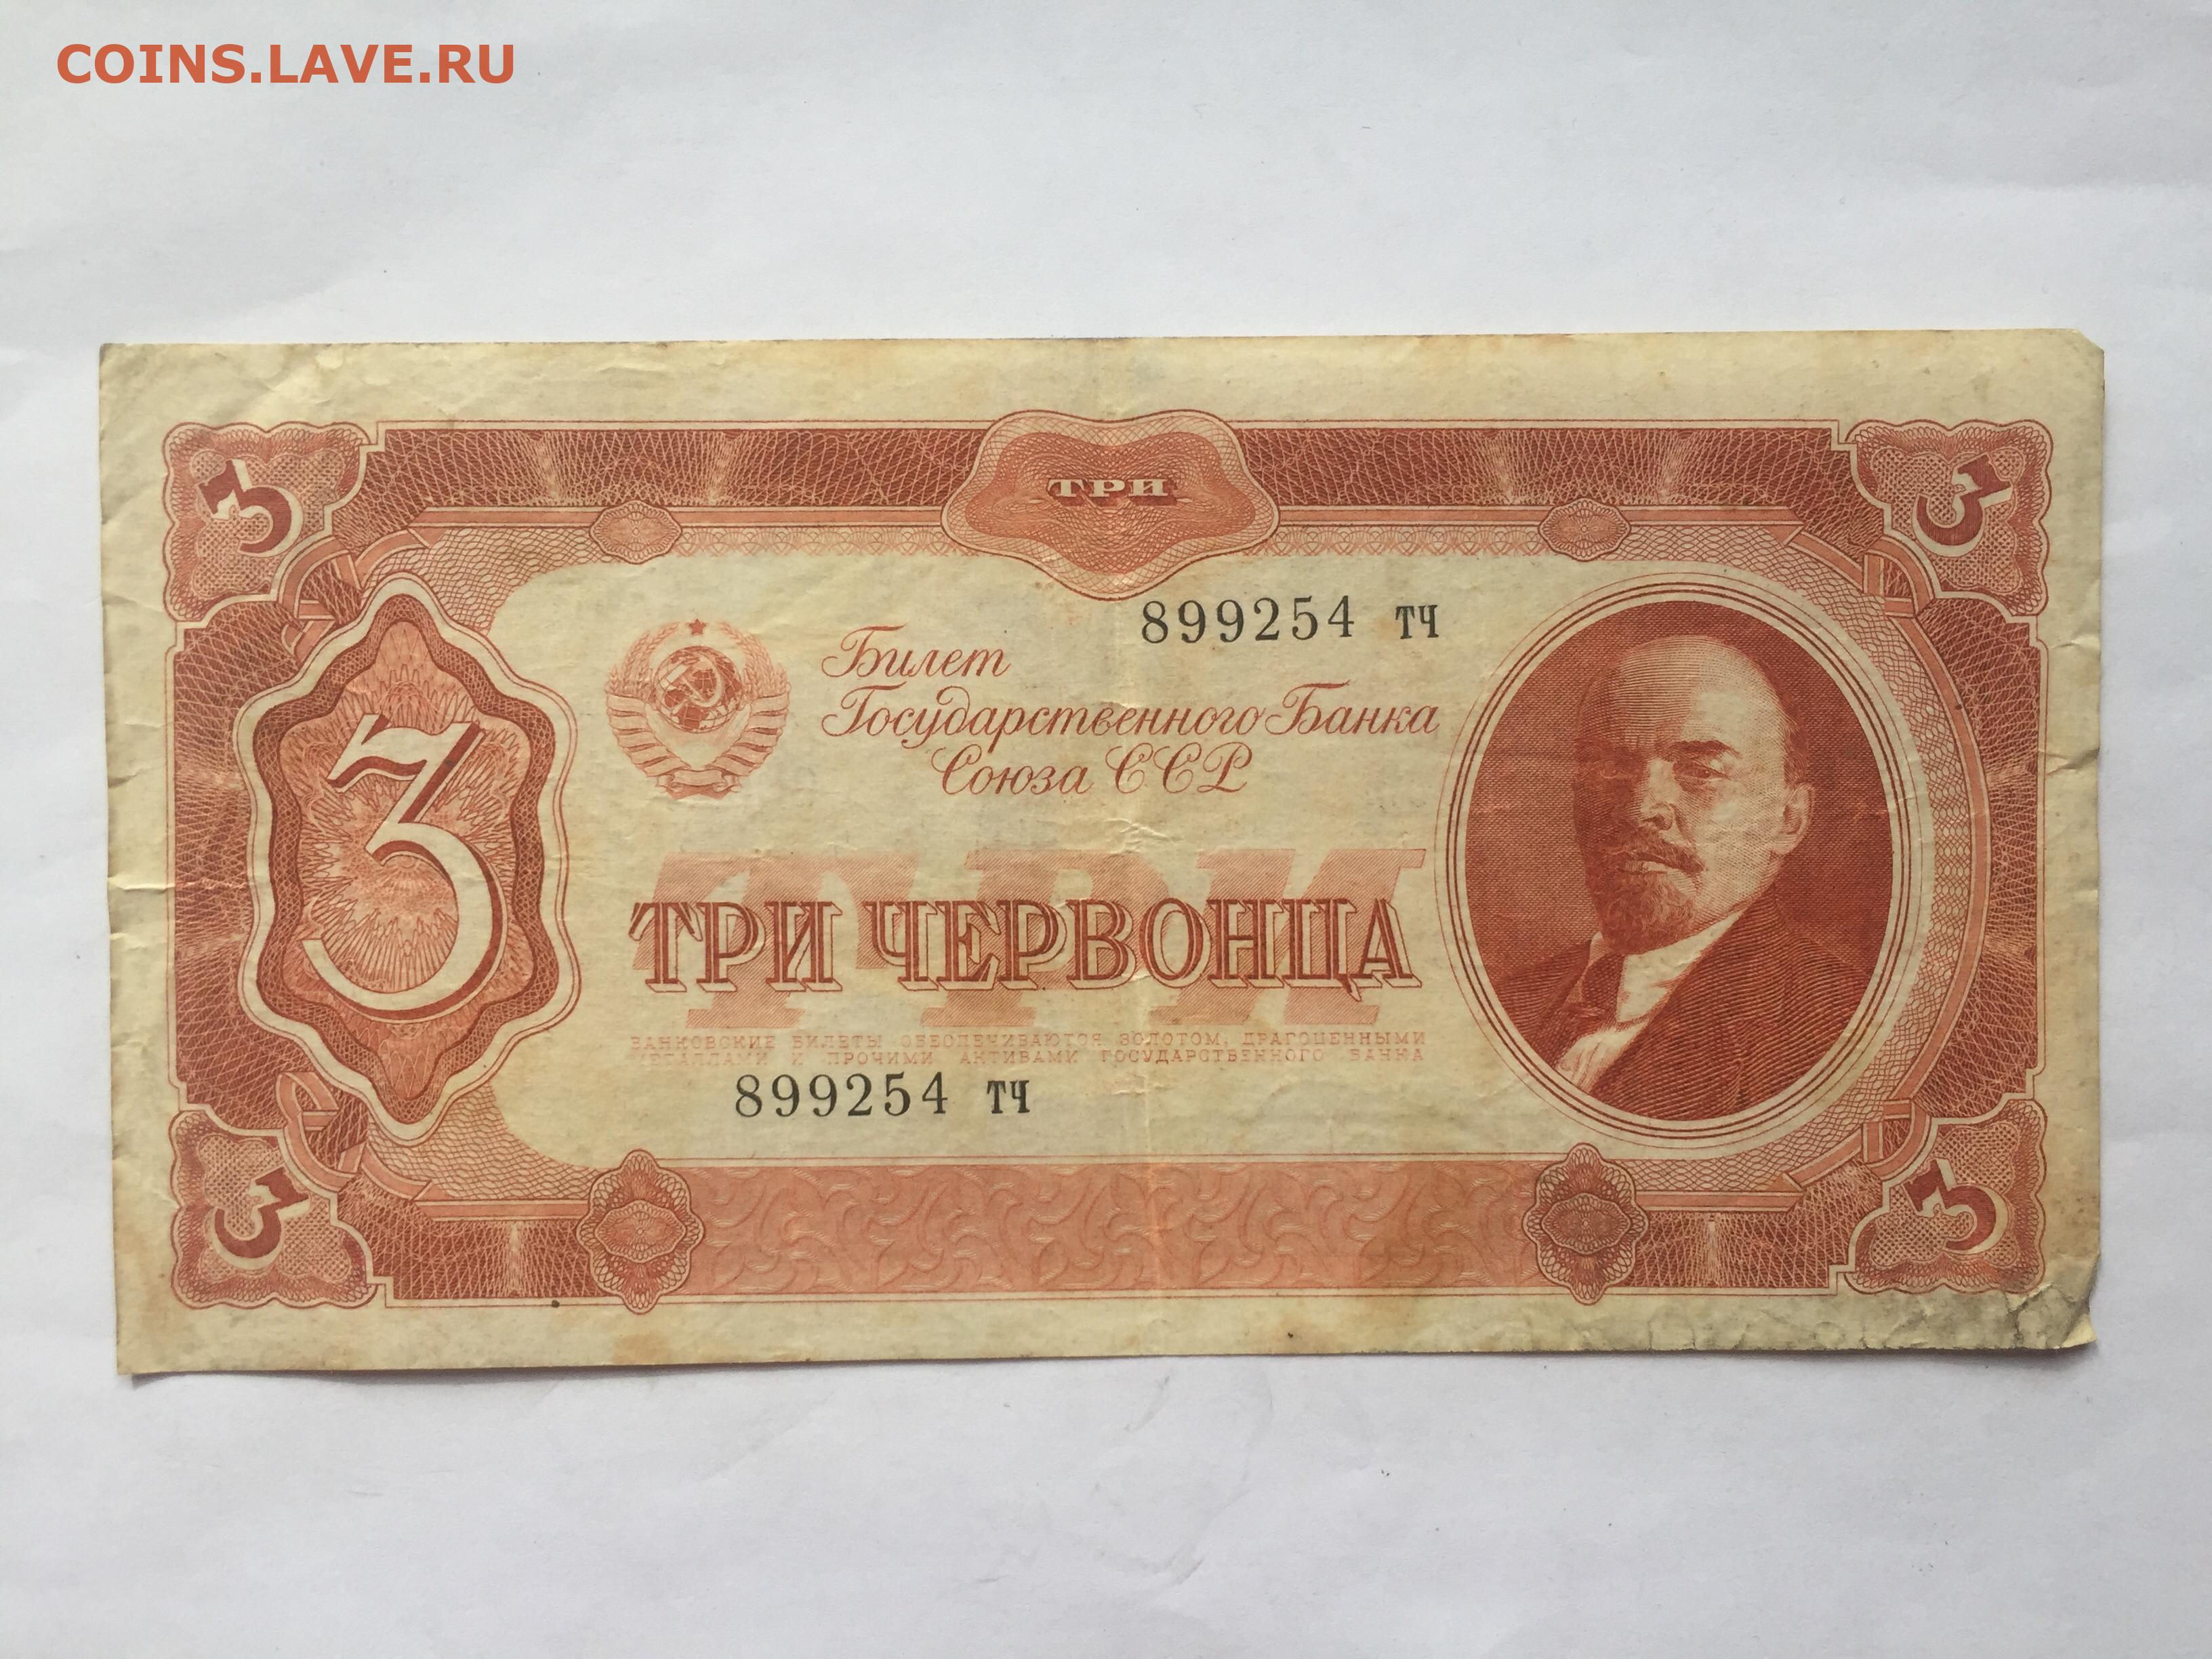 COINS.LAVE.RU
3
ТРИ
3
899254 ТЧ
Билет
Государственного Банка
Союза ССР
3
ТРИ
ТРИ ЧЕРВОНЦА
БАНКОВСКИЕ БИЛЕТЫ ОБЕСПЕЧИВАЮТСЯ ЗОЛОТОМ, ДРАГОЦЕННЫМИ
МЕТАЛЛАМИ И ПРОЧИМИ АКТИВАМИ ГОСУДАРСТВЕННОГО БАНКА
899254 ТЧ
3
3